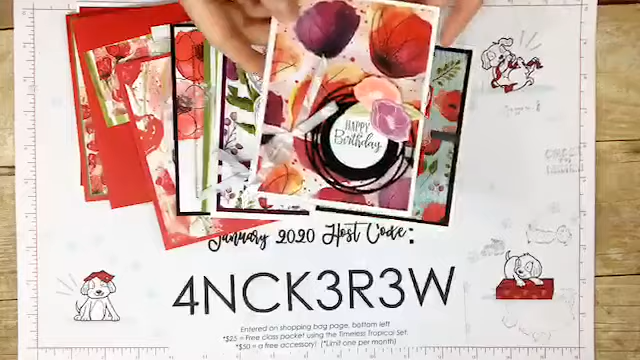 HAPPY
Birthday
January 2020 Host Code:
4NCK3R3W
Entered on shopping bag page, bottom left
*$25 = Free class packet using the Timeless Tropical Set.
*$50 = a free accessory! (*Limit one per month)